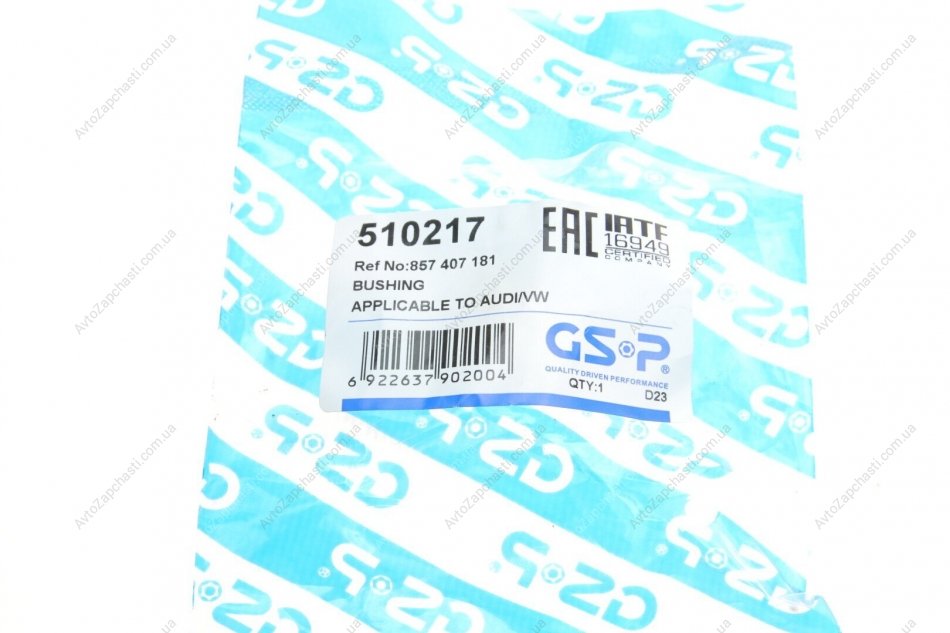 510217
EAC
IATF
16949
CERTIFIED
COMPANY
Ref No:857 407 181
BUSHING
APPLICABLE TO AUDI/VW
6 922637 902004
GS·P®
QUALITY DRIVEN PERFORMANCE
QTY:1
D23
AvtoZapchasti.com.ua